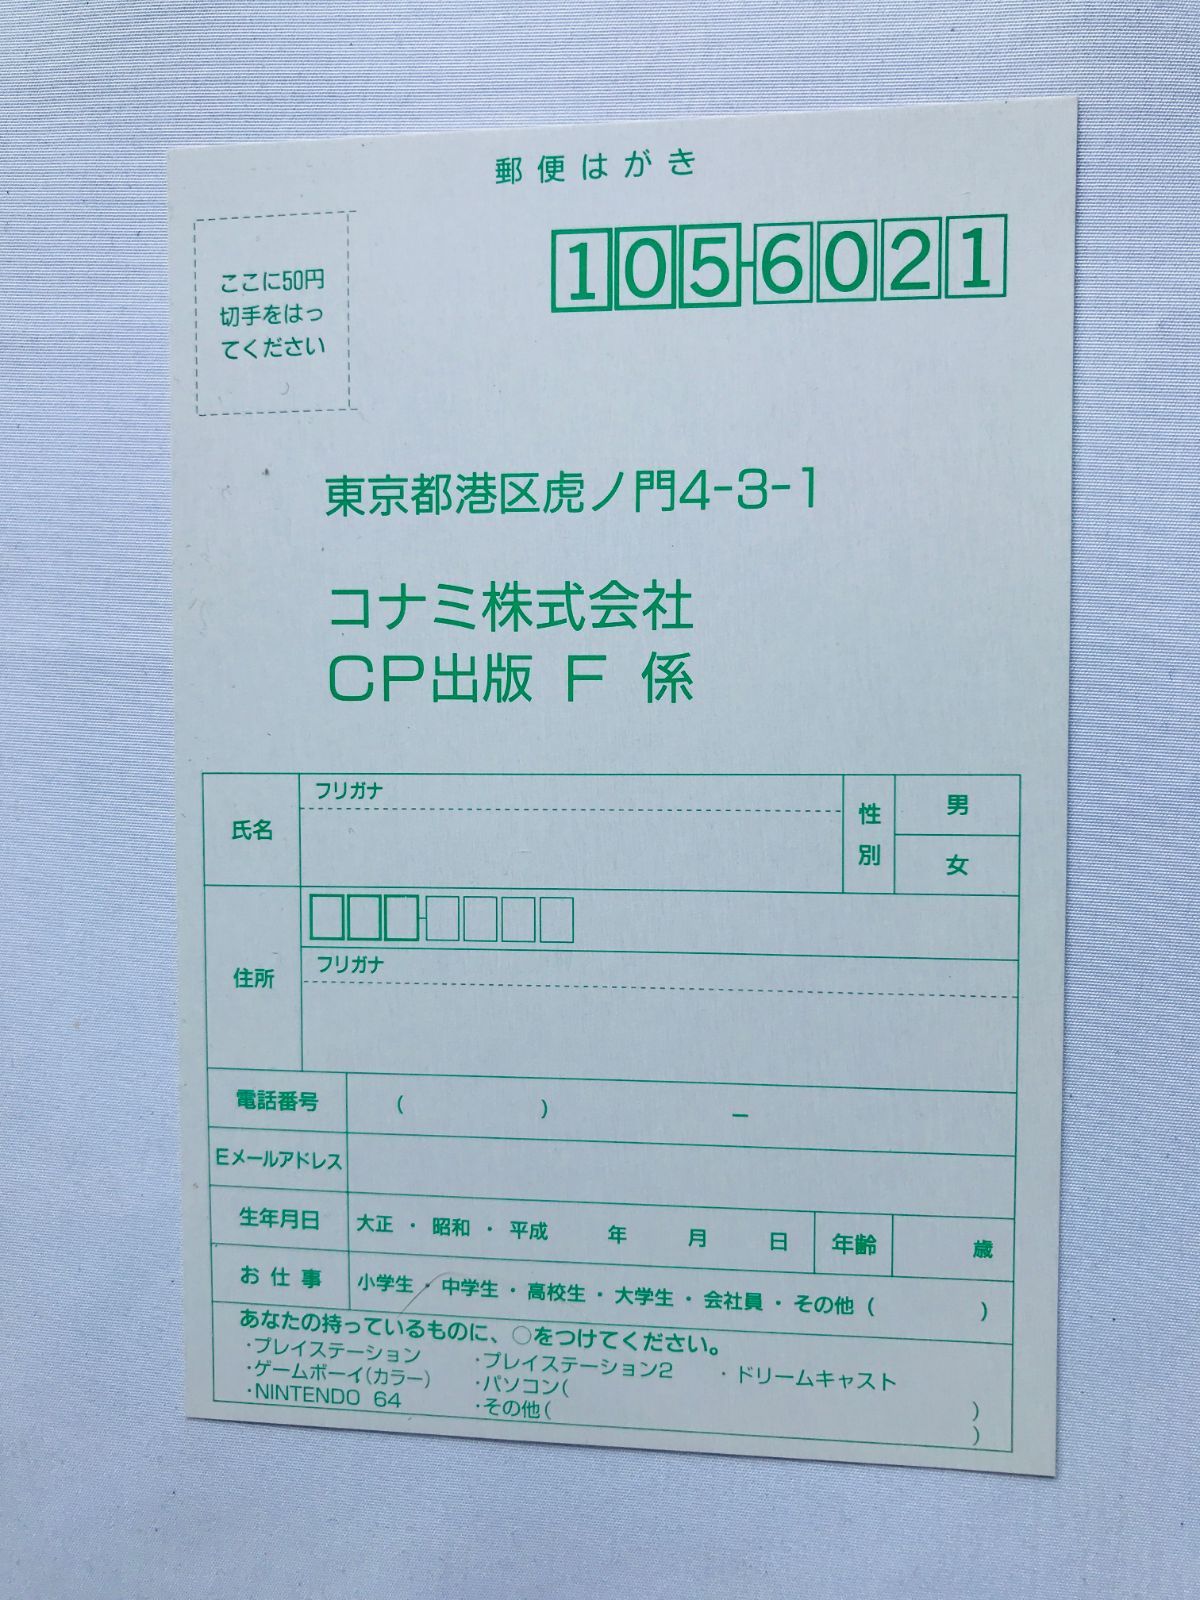 郵便はがき
ここに50円
切手をはっ
てください
105-6021
東京都港区虎ノ門4-3-1
コナミ株式会社
CP出版 F 係
氏名
フリガナ
性別
男
女
住所
フリガナ
電話番号 ( ) −
Eメールアドレス
生年月日 大正・昭和・平成 年 月 日 年齢 歳
お仕事 小学生・中学生・高校生・大学生・会社員・その他( )
あなたの持っているものに、○をつけてください。
・プレイステーション ・プレイステーション2 ・ドリームキャスト
・ゲームボーイ(カラー) ・パソコン( )
・NINTENDO 64 ・その他( )